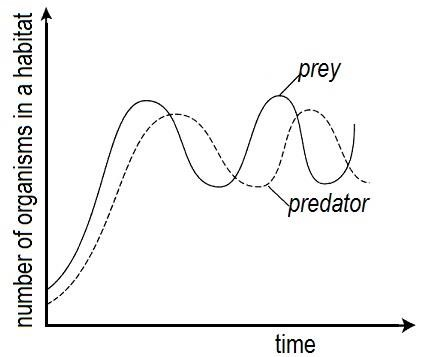 number of organisms in a habitat
prey
predator
time